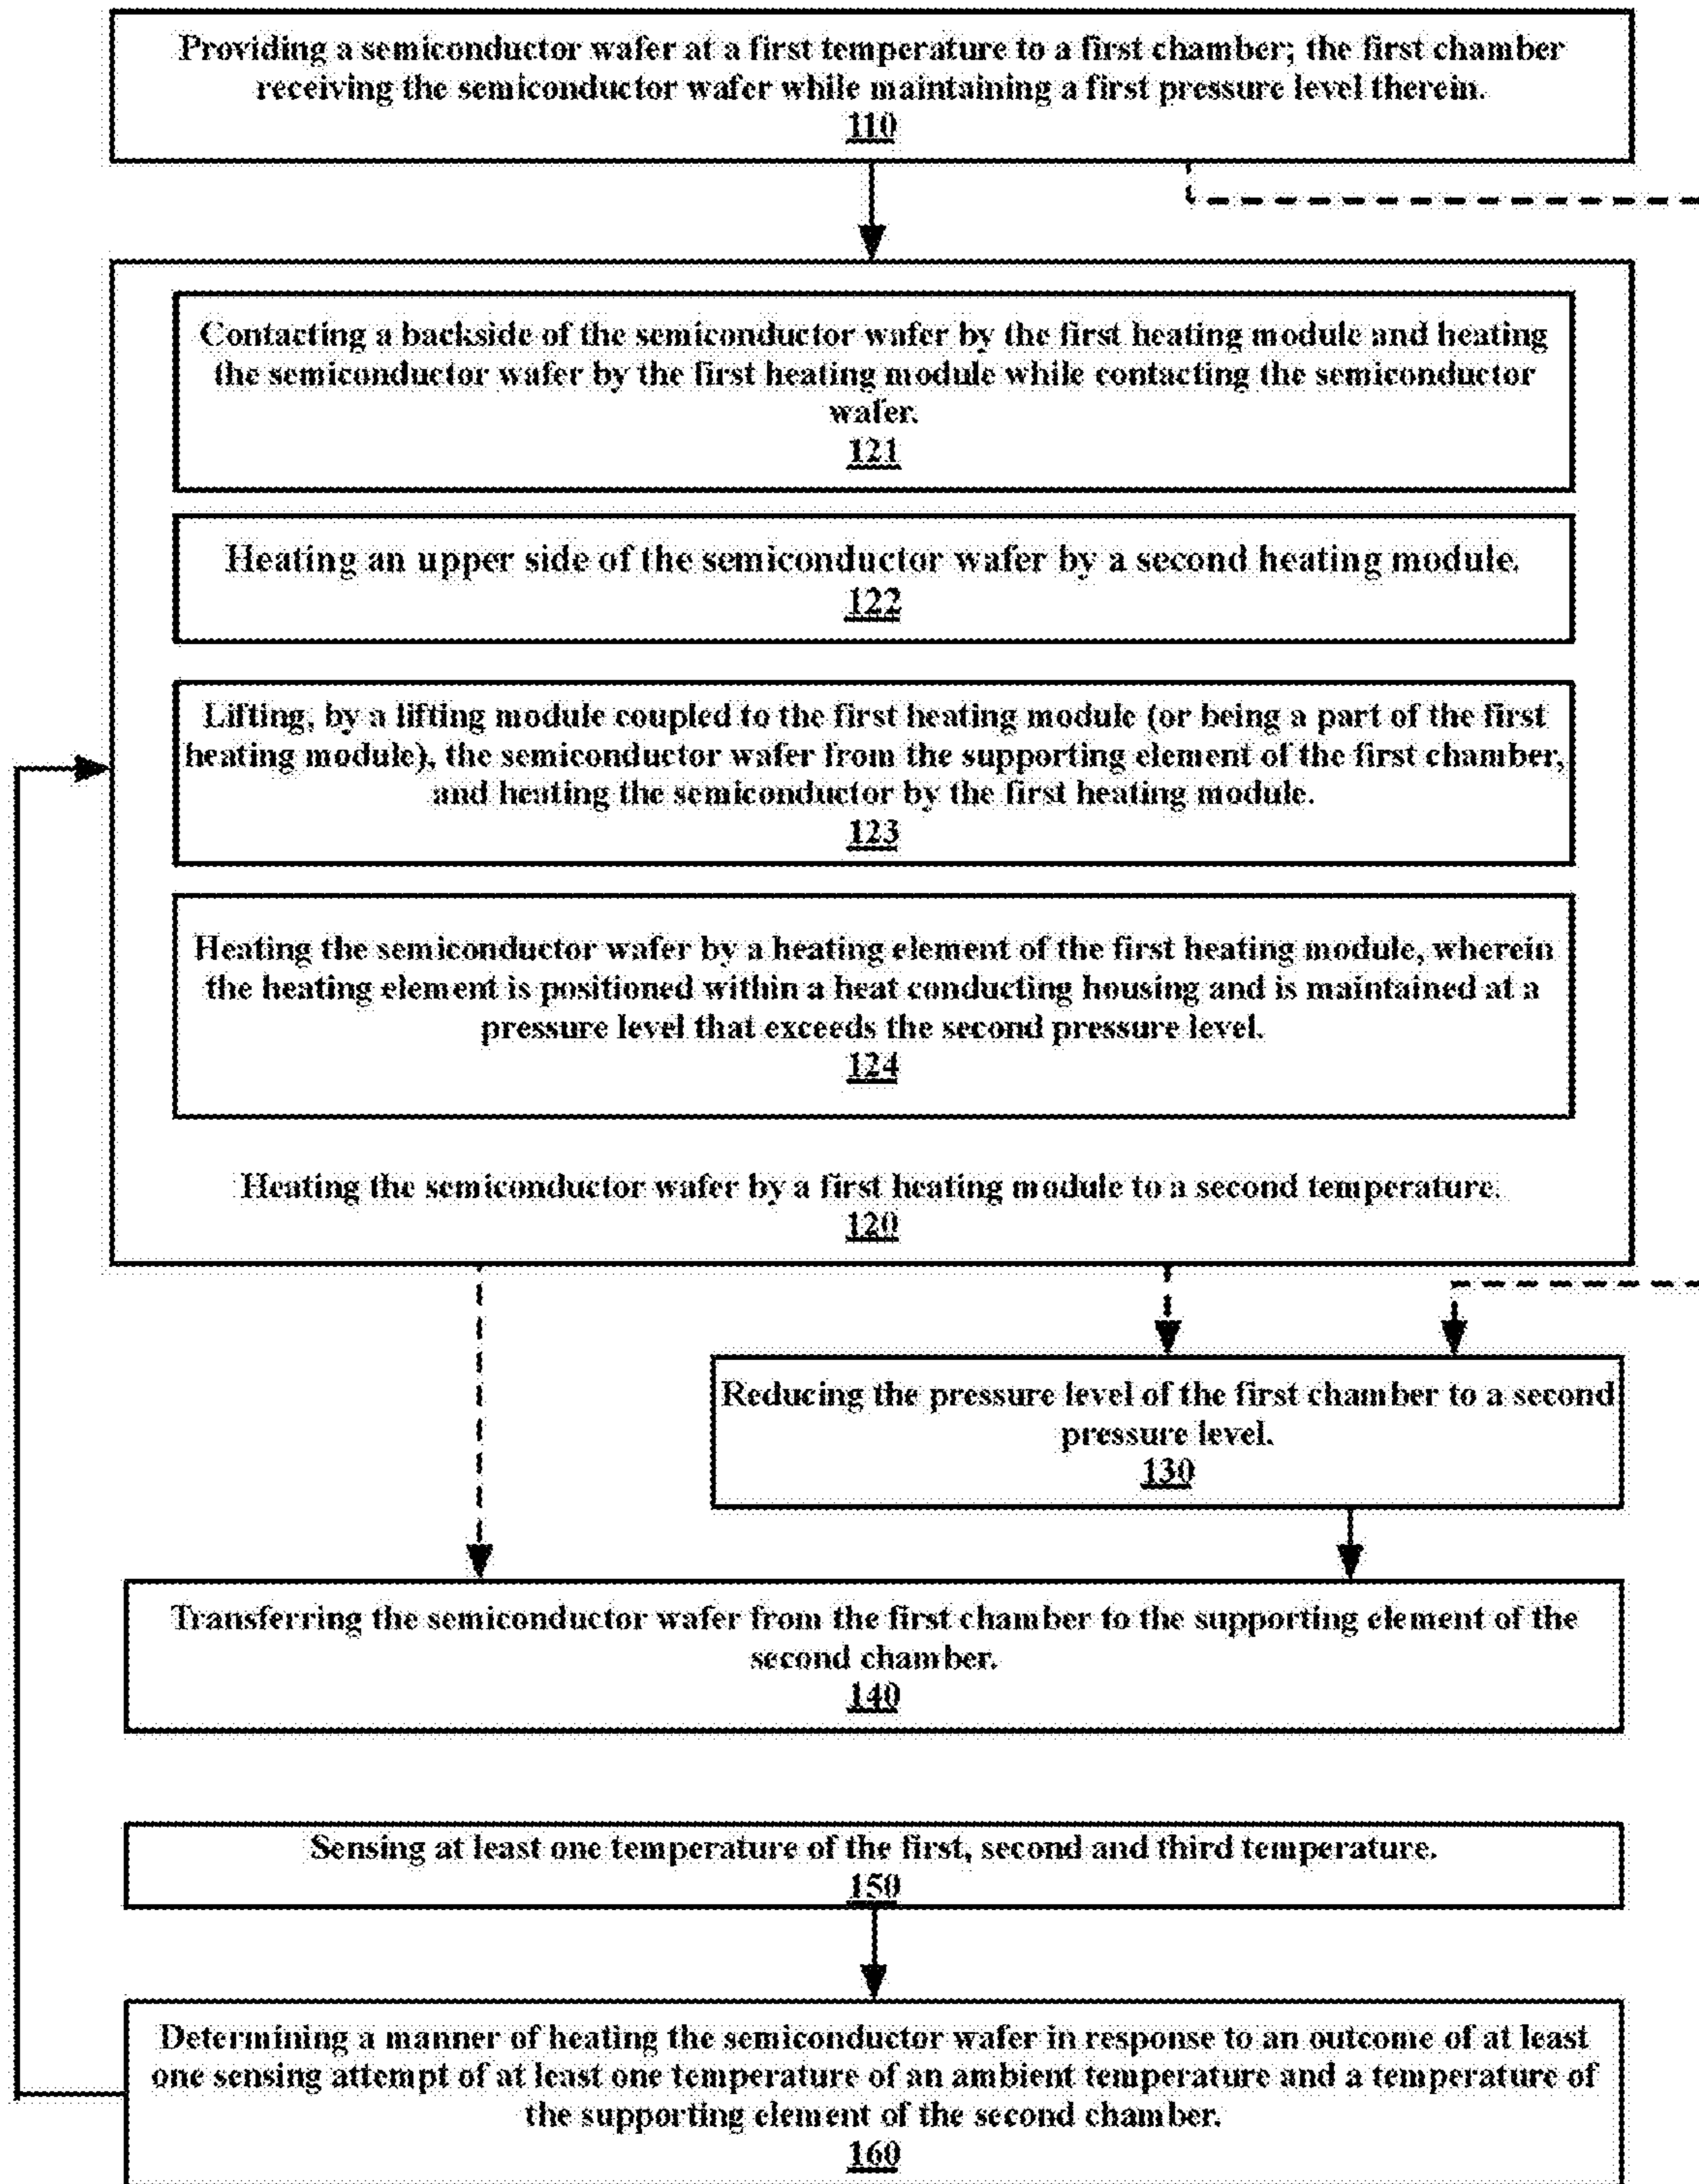 Providing a semiconductor wafer at a first temperature to a first chamber; the first chamber
receiving the semiconductor wafer while maintaining a first pressure level therein.
110
Contacting a backside of the semiconductor wafer by the first heating module and heating
the semiconductor wafer by the first heating module while contacting the semiconductor
wafer.
121
Heating an upper side of the semiconductor wafer by a second heating module.
122
Lifting, by a lifting module coupled to the first heating module (or being a part of the first
heating module), the semiconductor wafer from the supporting element of the first chamber,
and heating the semiconductor by the first heating module.
123
Heating the semiconductor wafer by a heating element of the first heating module, wherein
the heating element is positioned within a heat conducting housing and is maintained at a
pressure level that exceeds the second pressure level.
124
Heating the semiconductor wafer by a first heating module to a second temperature.
120
Reducing the pressure level of the first chamber to a second
pressure level.
130
Transferring the semiconductor wafer from the first chamber to the supporting element of the
second chamber.
140
Sensing at least one temperature of the first, second and third temperature.
150
Determining a manner of heating the semiconductor wafer in response to an outcome of at least
one sensing attempt of at least one temperature of an ambient temperature and a temperature of
the supporting element of the second chamber.
160